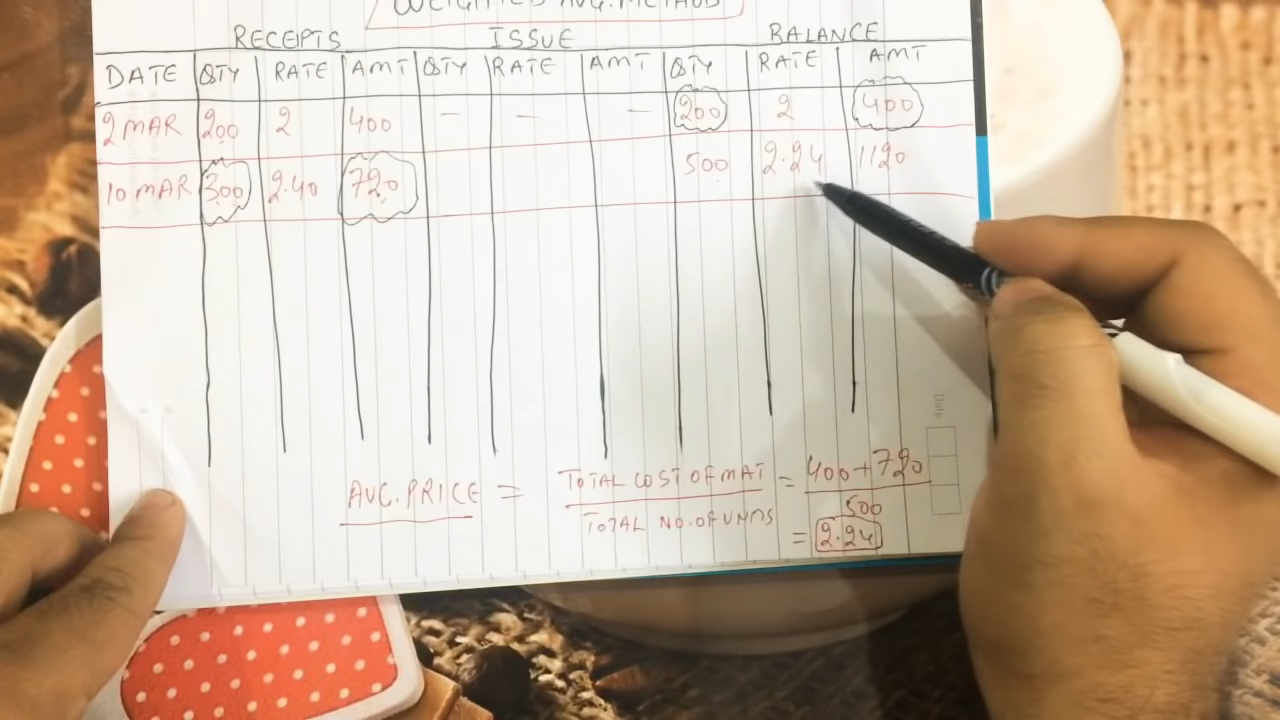 WEIGHTED AVG. METHOD
RECEPTS ISSUE BALANCE
DATE QTY RATE AMT QTY RATE AMT QTY RATE AMT
2 MAR 200 2 400 — — — 200 2 400
10 MAR 300 2.40 720 500 2.24 1120
AVG. PRICE = TOTAL COST OF MAT = 400+720
TOTAL NO. OF UNITS 500
= 2.24
Date